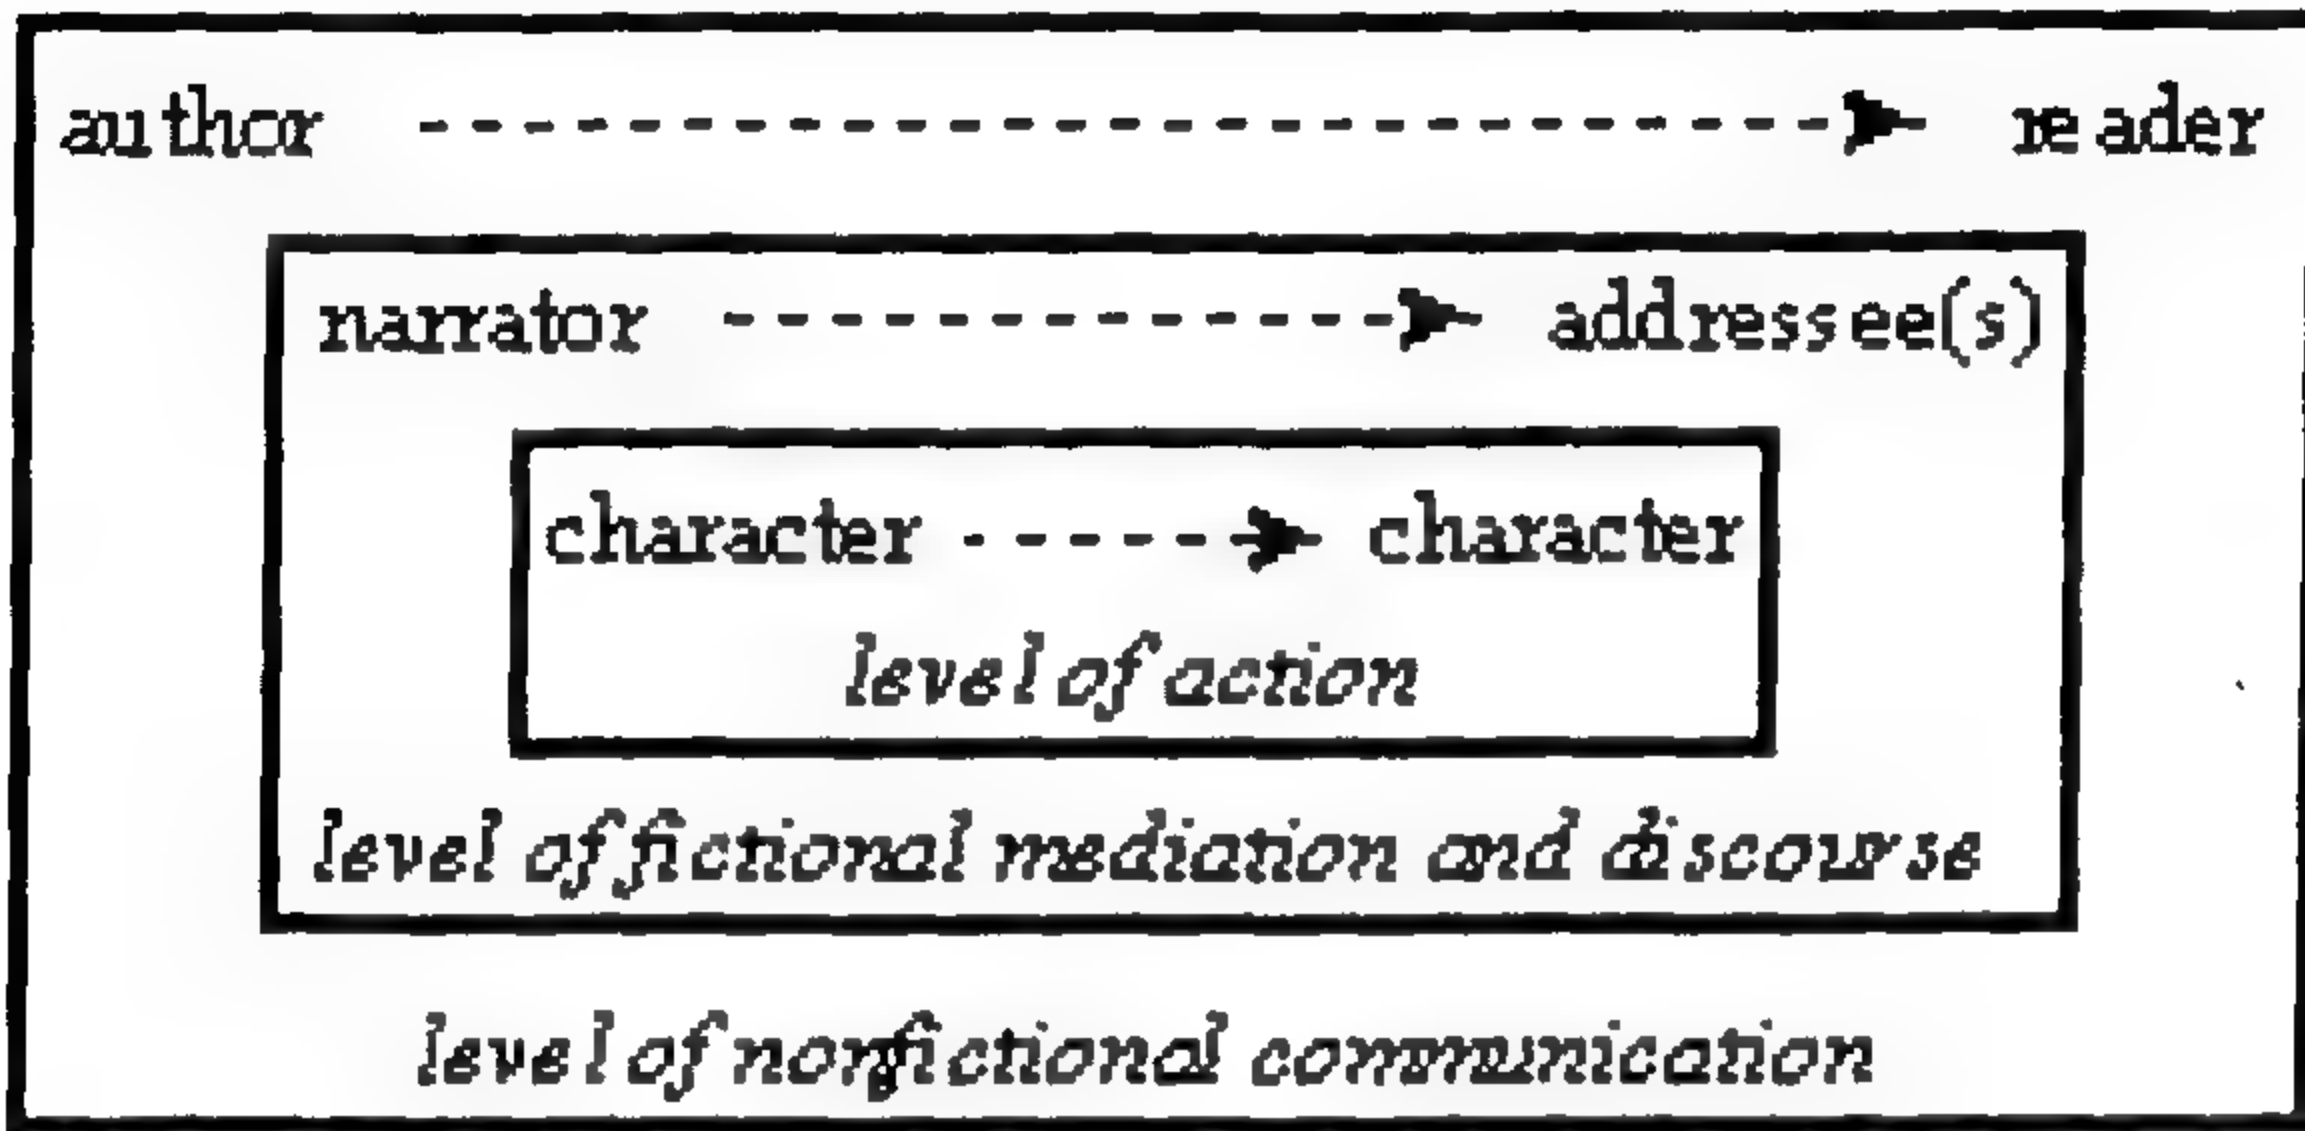 author reader
narrator addressee(s)
character character
level of action
level of fictional mediation and discourse
level of nonfictional communication